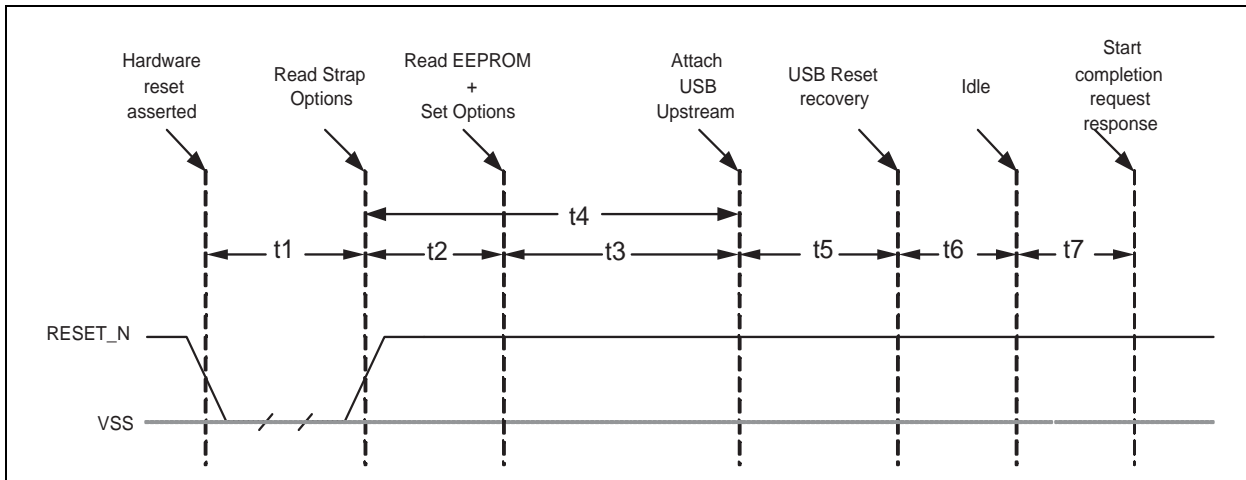 Hardware
reset
asserted
Read Strap
Options
Read EEPROM
+
Set Options
Attach
USB
Upstream
USB Reset
recovery
Idle
Start
completion
request
response
t4
t1
t2
t3
t5
t6
t7
RESET_N
VSS